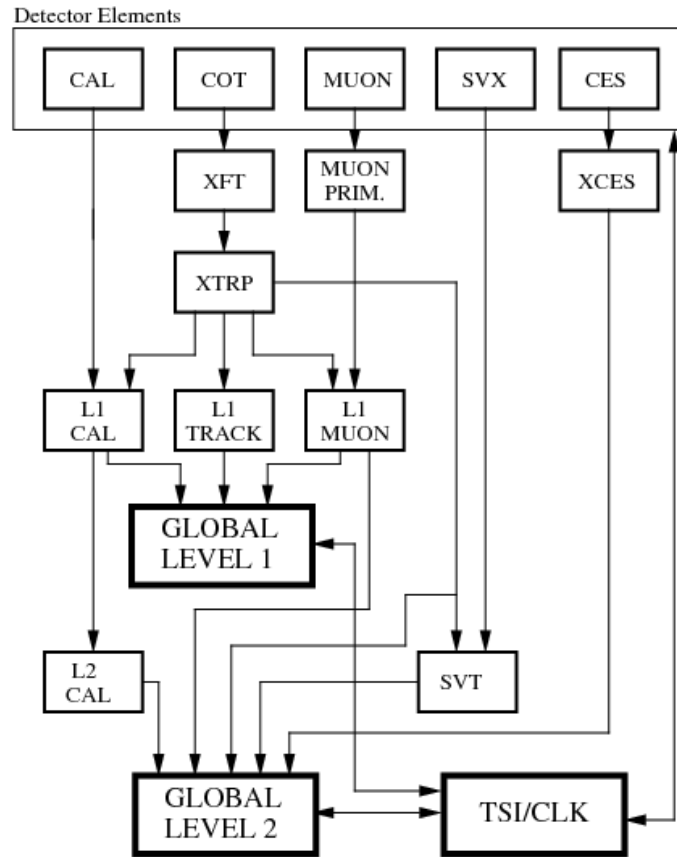 Detector Elements
CAL
COT
MUON
SVX
CES
XFT
MUON
PRIM.
XCES
XTRP
L1
CAL
L1
TRACK
L1
MUON
GLOBAL
LEVEL 1
L2
CAL
SVT
GLOBAL
LEVEL 2
TSI/CLK